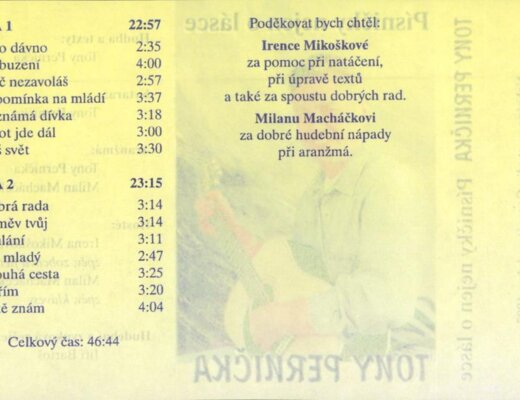 A 1 22:57
o dávno 2:35
buzení 4:00
č nezavoláš 2:57
pomínka na mládí 3:37
známá dívka 3:18
ot jde dál 3:00
š svět 3:30
A 2 23:15
brá rada 3:14
měv tvůj 3:14
lání 3:11
mladý 2:47
ouhá cesta 3:25
řím 3:20
ě znám 4:04
Celkový čas: 46:44
Poděkovat bych chtěl:
Irence Mikoškové
za pomoc při natáčení,
při úpravě textů
a také za spoustu dobrých rad.
Milanu Macháčkovi
za dobré hudební nápady
při aranžmá.
TONY PERNIČKA
TONY PERNIČKA Písničky nejen o lásce